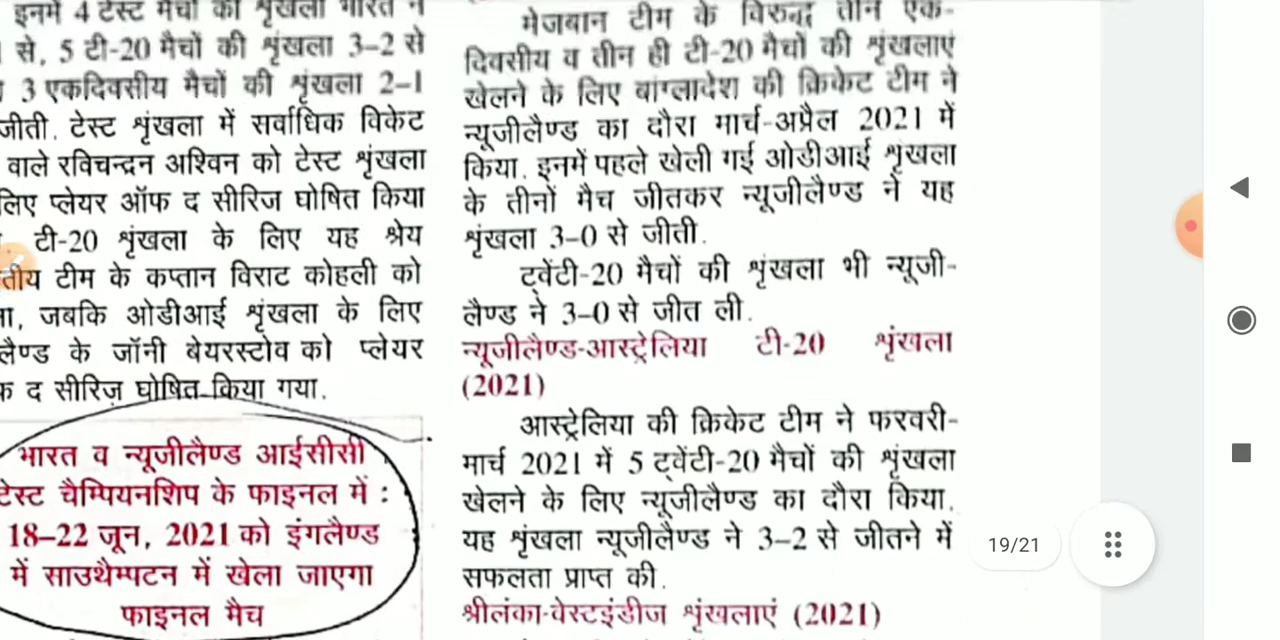 इनमें 4 टेस्ट मैचों की श्रृंखला भारत ने
से, 5 टी-20 मैचों की श्रृंखला 3–2 से
3 एकदिवसीय मैचों की श्रृंखला 2–1
जीती. टेस्ट श्रृंखला में सर्वाधिक विकेट
वाले रविचन्द्रन अश्विन को टेस्ट श्रृंखला
लिए प्लेयर ऑफ द सीरिज घोषित किया
टी-20 श्रृंखला के लिए यह श्रेय
तीय टीम के कप्तान विराट कोहली को
जबकि ओडीआई श्रृंखला के लिए
लैण्ड के जॉनी बेयरस्टोव को प्लेयर
द सीरिज़ घोषित किया गया.
भारत व न्यूजीलैण्ड आईसीसी
टेस्ट चैम्पियनशिप के फाइनल में :
18–22 जून, 2021 को इंगलैण्ड
में साउथैम्पटन में खेला जाएगा
फाइनल मैच
मेजबान टीम के विरुद्ध तीन एक-
दिवसीय व तीन ही टी-20 मैचों की श्रृंखलाएं
खेलने के लिए बांग्लादेश की क्रिकेट टीम ने
न्यूजीलैण्ड का दौरा मार्च-अप्रैल 2021 में
किया. इनमें पहले खेली गई ओडीआई श्रृंखला
के तीनों मैच जीतकर न्यूजीलैण्ड ने यह
श्रृंखला 3–0 से जीती.
ट्वेंटी-20 मैचों की श्रृंखला भी न्यूजी-
लैण्ड ने 3–0 से जीत ली.
न्यूजीलैण्ड-आस्ट्रेलिया टी-20 श्रृंखला
(2021)
आस्ट्रेलिया की क्रिकेट टीम ने फरवरी-
मार्च 2021 में 5 ट्वेंटी-20 मैचों की श्रृंखला
खेलने के लिए न्यूजीलैण्ड का दौरा किया.
यह श्रृंखला न्यूजीलैण्ड ने 3–2 से जीतने में
सफलता प्राप्त की.
श्रीलंका-वेस्टइंडीज श्रृंखलाएं (2021)
19/21